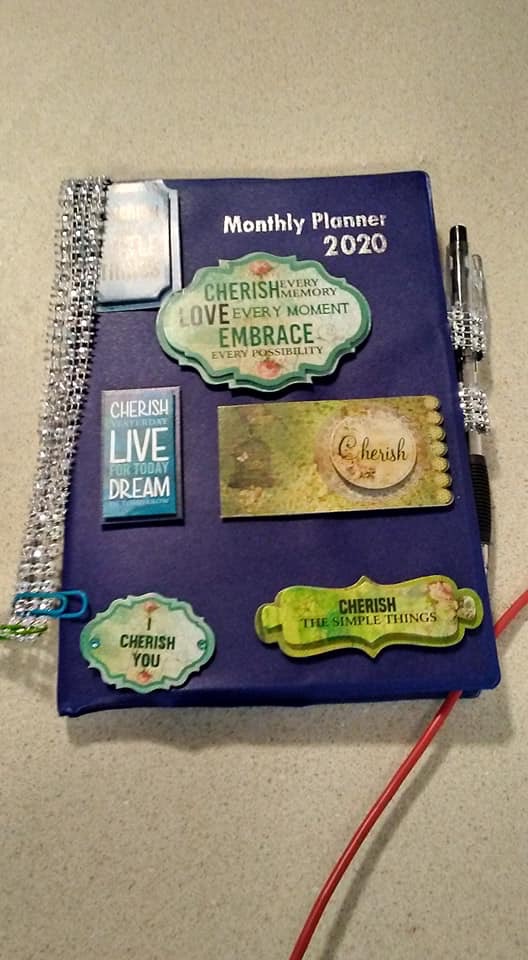 Monthly Planner
2020
THINGS
CHERISH EVERY MEMORY
LOVE EVERY MOMENT
EMBRACE
EVERY POSSIBILITY
CHERISH
YESTERDAY
LIVE
FOR TODAY
DREAM
Cherish
I
CHERISH
YOU
CHERISH
THE SIMPLE THINGS